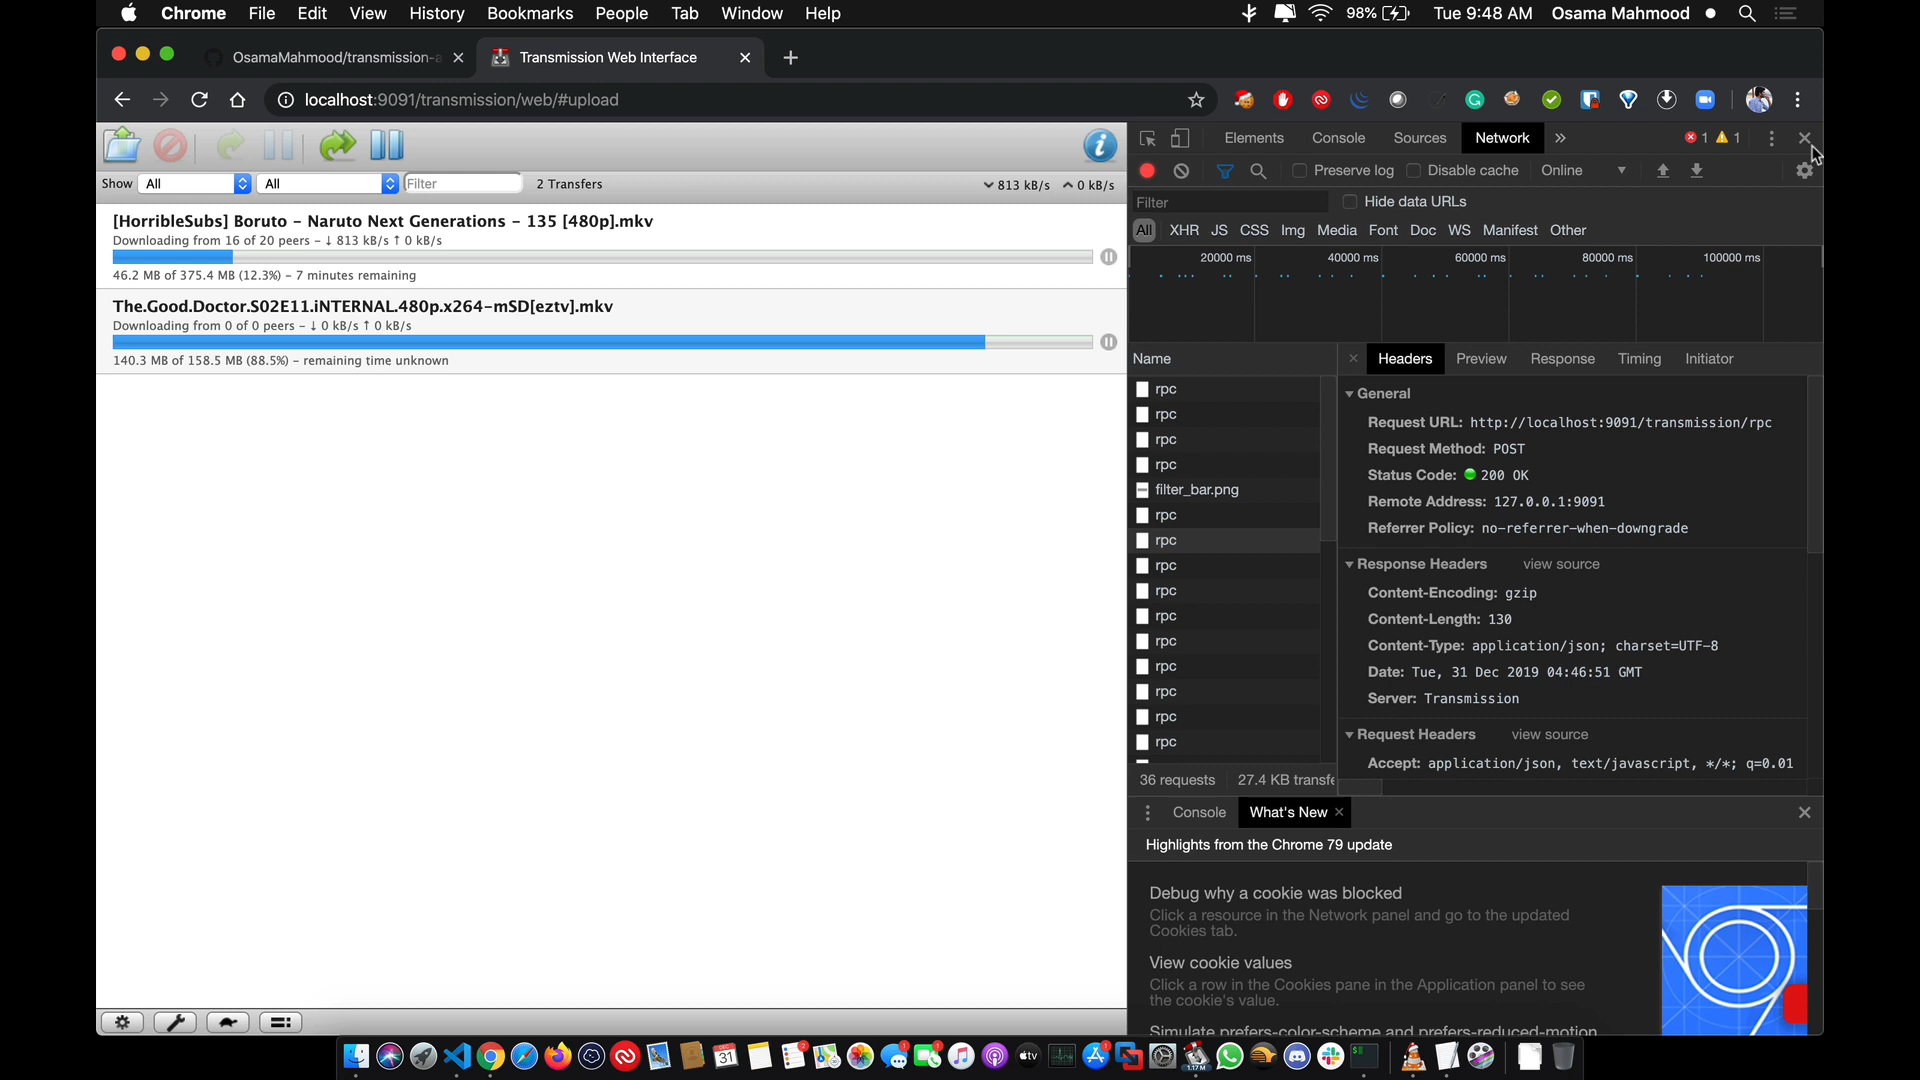 Chrome File Edit View History Bookmarks People Tab Window Help 98% Tue 9:48 AM Osama Mahmood
OsamaMahmood/transmission-a Transmission Web Interface
localhost:9091/transmission/web/#upload
Elements Console Sources Network 1 1
Preserve log Disable cache Online
Show All All Filter 2 Transfers 813 kB/s 0 kB/s
Filter Hide data URLs
All XHR JS CSS Img Media Font Doc WS Manifest Other
20000 ms 40000 ms 60000 ms 80000 ms 100000 ms
[HorribleSubs] Boruto - Naruto Next Generations - 135 [480p].mkv
Downloading from 16 of 20 peers - ↓ 813 kB/s ↑ 0 kB/s
46.2 MB of 375.4 MB (12.3%) - 7 minutes remaining
The.Good.Doctor.S02E11.iNTERNAL.480p.x264-mSD[eztv].mkv
Downloading from 0 of 0 peers - ↓ 0 kB/s ↑ 0 kB/s
140.3 MB of 158.5 MB (88.5%) - remaining time unknown
Name
rpc
rpc
rpc
rpc
filter_bar.png
rpc
rpc
rpc
rpc
rpc
rpc
rpc
rpc
rpc
rpc
36 requests 27.4 KB transfe
Headers Preview Response Timing Initiator
General
Request URL: http://localhost:9091/transmission/rpc
Request Method: POST
Status Code: 200 OK
Remote Address: 127.0.0.1:9091
Referrer Policy: no-referrer-when-downgrade
Response Headers view source
Content-Encoding: gzip
Content-Length: 130
Content-Type: application/json; charset=UTF-8
Date: Tue, 31 Dec 2019 04:46:51 GMT
Server: Transmission
Request Headers view source
Accept: application/json, text/javascript, */*; q=0.01
Console What's New
Highlights from the Chrome 79 update
Debug why a cookie was blocked
Click a resource in the Network panel and go to the updated
Cookies tab.
View cookie values
Click a row in the Cookies pane in the Application panel to see
the cookie's value.
Simulate prefers-color-scheme and prefers-reduced-motion